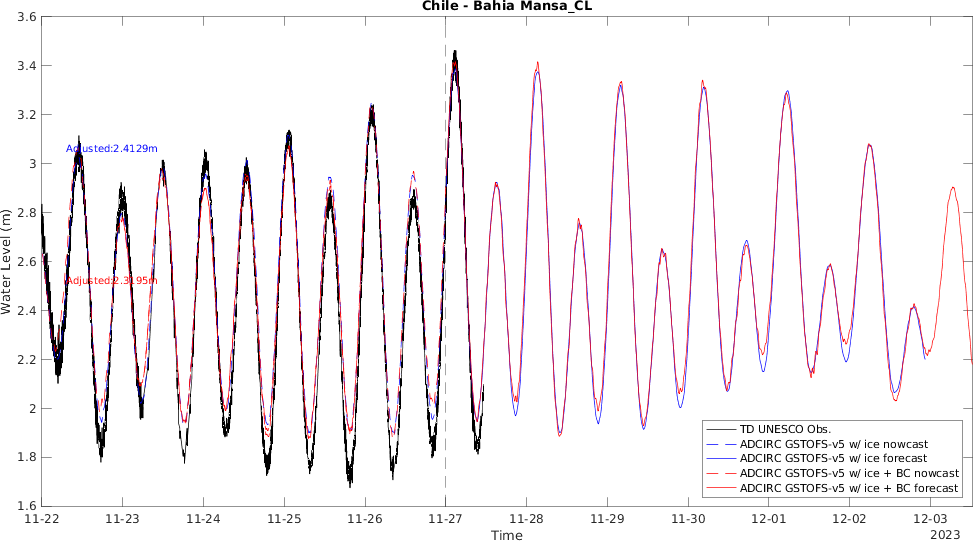 Chile - Bahia Mansa_CL
3.6
3.4
3.2
3
2.8
2.6
2.4
2.2
2
1.8
1.6
Water Level (m)
Adjusted:2.4129m
Adjusted:2.3195m
TD UNESCO Obs.
ADCIRC GSTOFS-v5 w/ ice nowcast
ADCIRC GSTOFS-v5 w/ ice forecast
ADCIRC GSTOFS-v5 w/ ice + BC nowcast
ADCIRC GSTOFS-v5 w/ ice + BC forecast
11-22 11-23 11-24 11-25 11-26 11-27 11-28 11-29 11-30 12-01 12-02 12-03
Time
2023